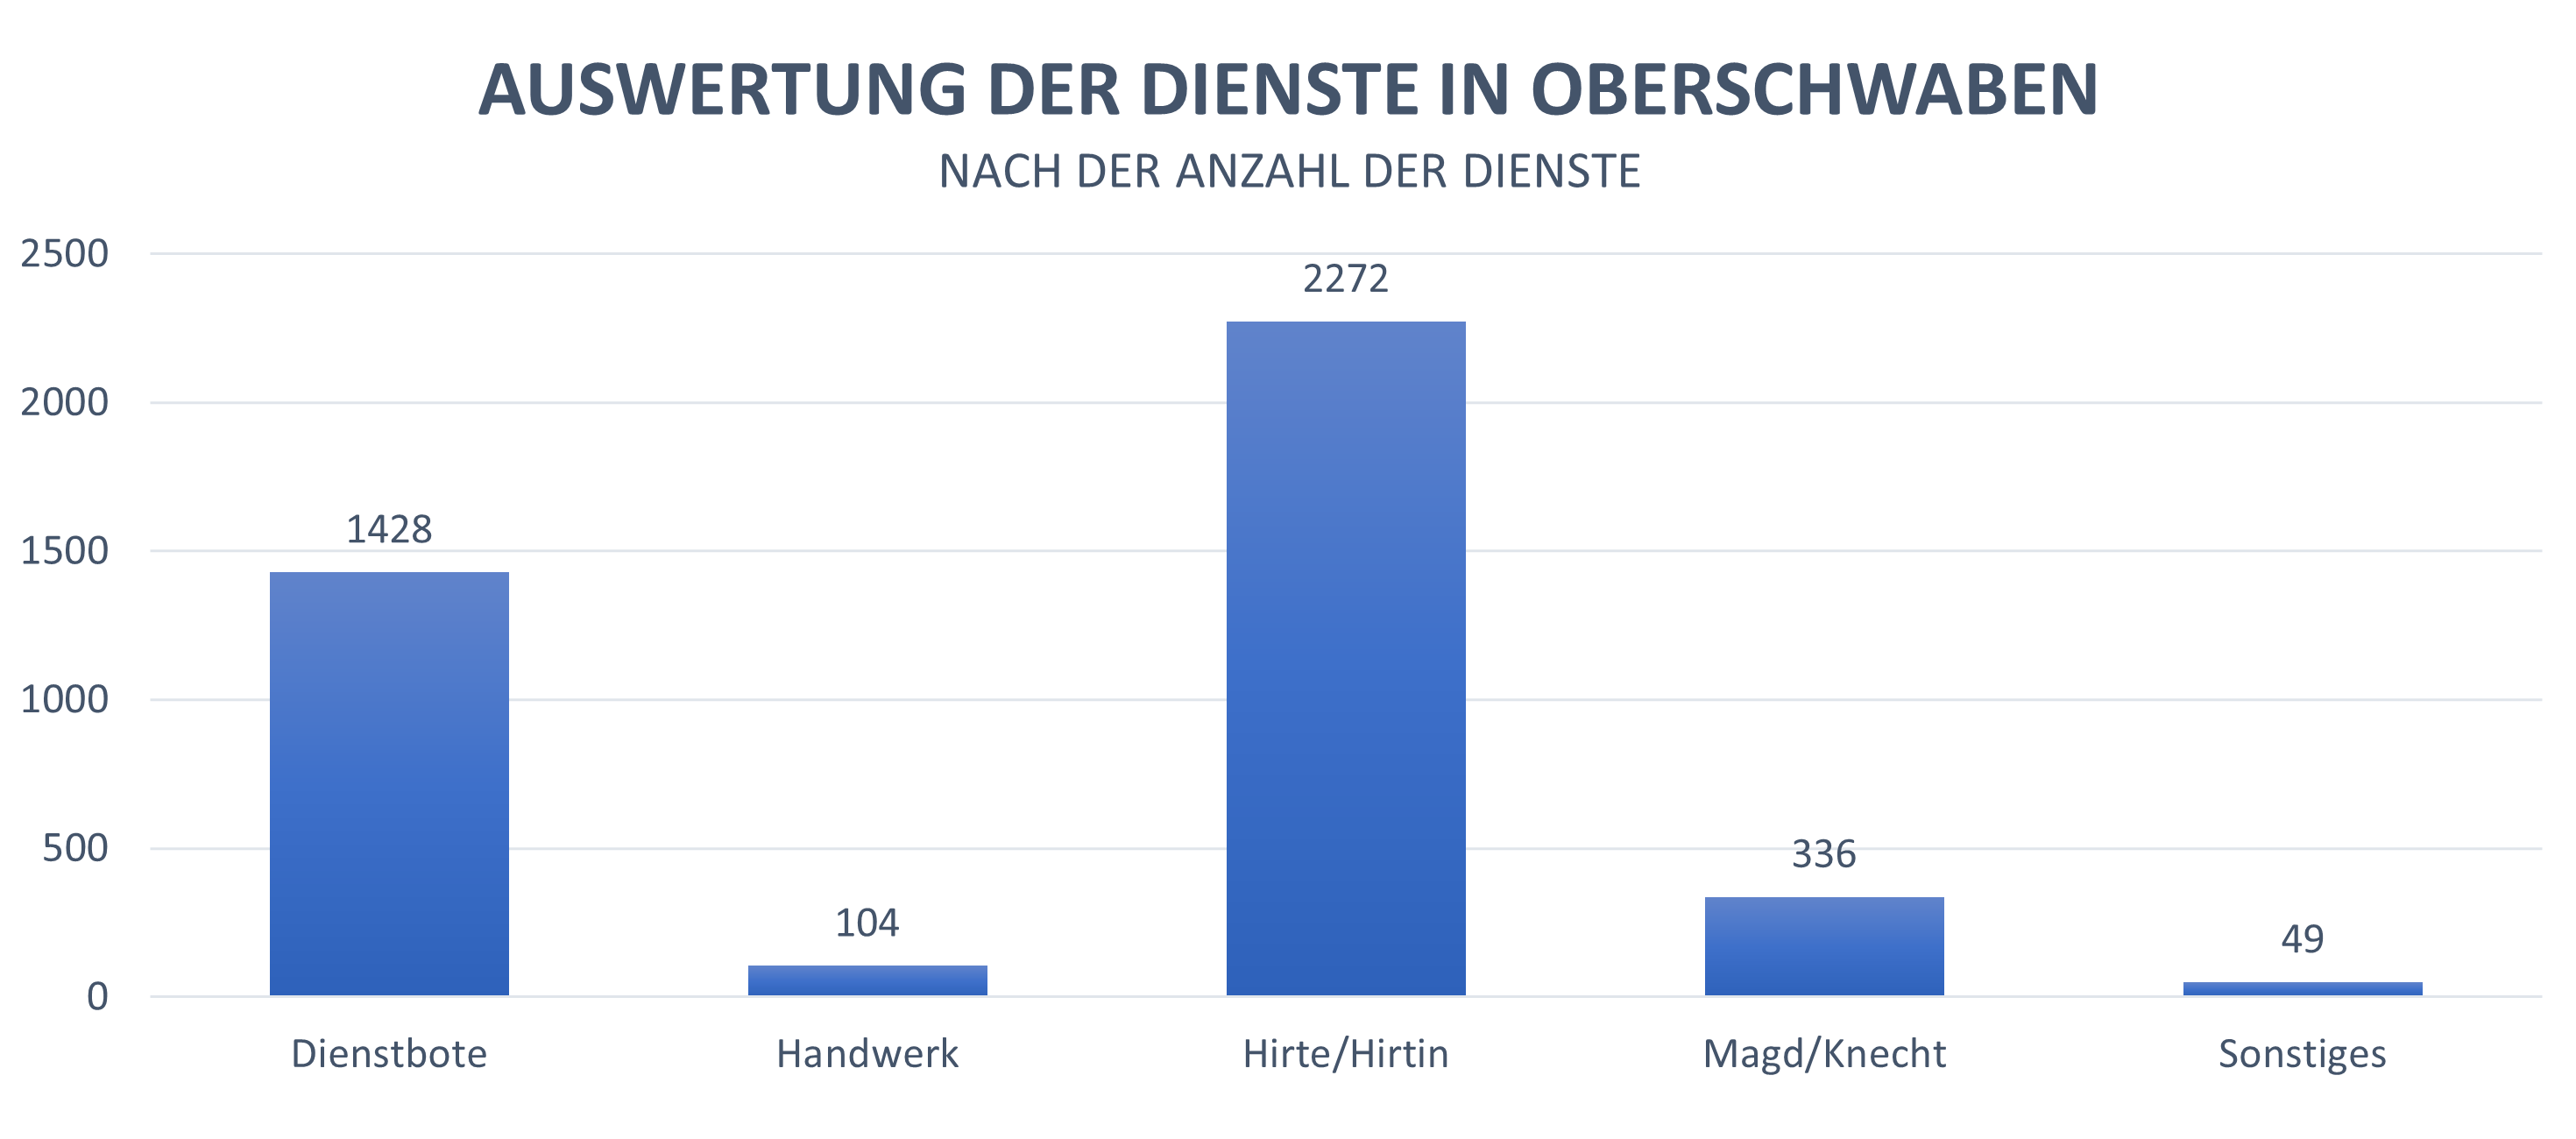 AUSWERTUNG DER DIENSTE IN OBERSCHWABEN
NACH DER ANZAHL DER DIENSTE
2500
2000
1500
1000
500
0
1428
104
2272
336
49
Dienstbote
Handwerk
Hirte/Hirtin
Magd/Knecht
Sonstiges